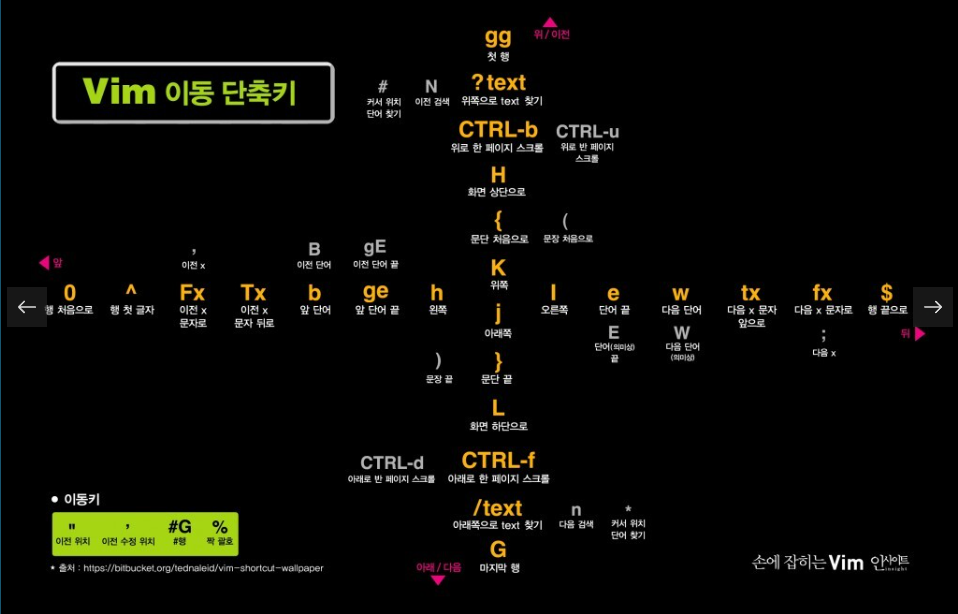 위 / 이전
gg
첫 행
Vim 이동 단축키
# N ?text
커서 위치 이전 검색 위쪽으로 text 찾기
단어 찾기
CTRL-b CTRL-u
위로 한 페이지 스크롤 위로 반 페이지
스크롤
H
화면 상단으로
{ (
문단 처음으로 문장 처음으로
, B gE
이전 x 이전 단어 이전 단어 끝
앞
K
위쪽
0 ^ Fx Tx b ge h l e w tx fx $
행 처음으로 행 첫 글자 이전 x 이전 x 앞 단어 앞 단어 끝 왼쪽 오른쪽 단어 끝 다음 단어 다음 x 문자 다음 x 문자로 행 끝으로
문자로 문자 뒤로 앞으로
j
아래쪽
E W ;
단어(의미상) 다음 단어 다음 x
끝 (의미상)
뒤
) }
문장 끝 문단 끝
L
화면 하단으로
CTRL-d CTRL-f
아래로 반 페이지 스크롤 아래로 한 페이지 스크롤
/text n *
아래쪽으로 text 찾기 다음 검색 커서 위치
단어 찾기
G
마지막 행
아래 / 다음
● 이동키
" ’ #G %
이전 위치 이전 수정 위치 #행 짝 괄호
* 출처 : https://bitbucket.org/tednaleid/vim-shortcut-wallpaper
손에 잡히는 Vim 인사이트
insight